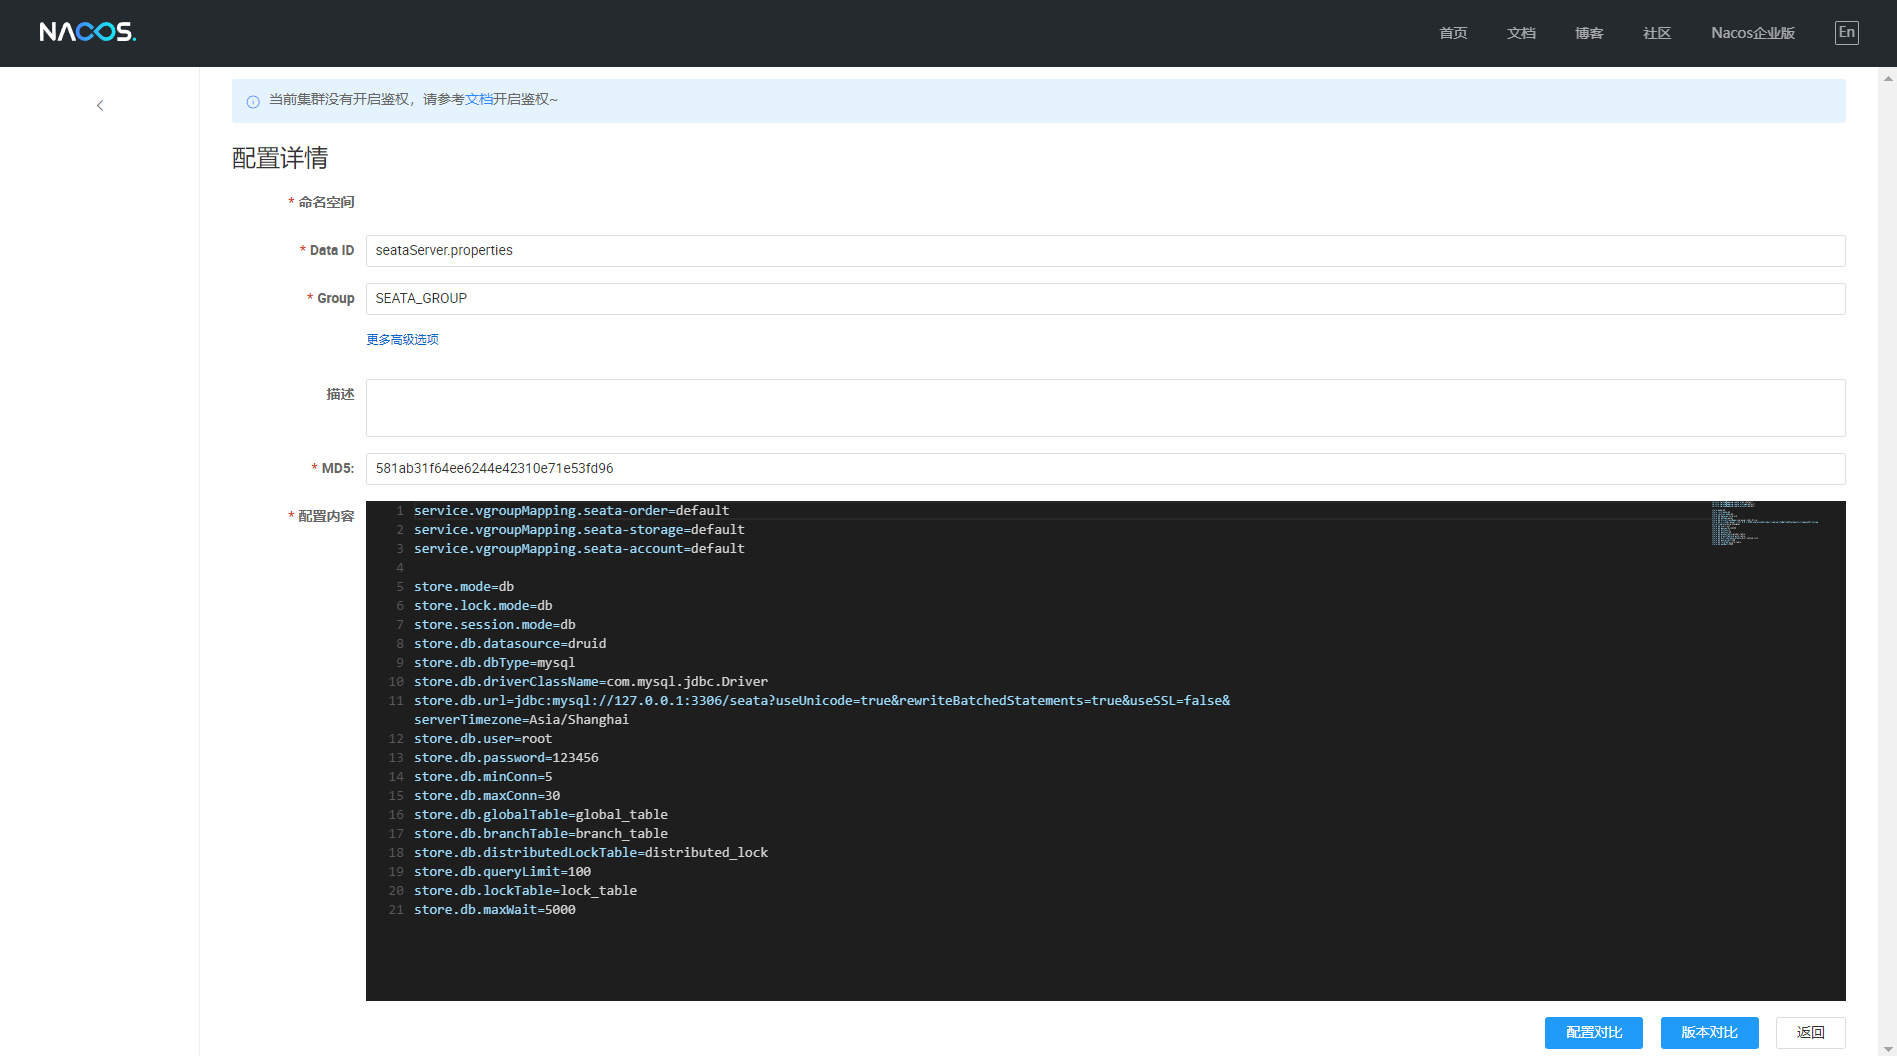 NACOS.
首页 文档 博客 社区 Nacos企业版 En
当前集群没有开启鉴权，请参考文档开启鉴权~
配置详情
* 命名空间
* Data ID seataServer.properties
* Group SEATA_GROUP
更多高级选项
描述
* MD5: 581ab31f64ee6244e42310e71e53fd96
* 配置内容
1 service.vgroupMapping.seata-order=default
2 service.vgroupMapping.seata-storage=default
3 service.vgroupMapping.seata-account=default
4
5 store.mode=db
6 store.lock.mode=db
7 store.session.mode=db
8 store.db.datasource=druid
9 store.db.dbType=mysql
10 store.db.driverClassName=com.mysql.jdbc.Driver
11 store.db.url=jdbc:mysql://127.0.0.1:3306/seata?useUnicode=true&rewriteBatchedStatements=true&useSSL=false&
serverTimezone=Asia/Shanghai
12 store.db.user=root
13 store.db.password=123456
14 store.db.minConn=5
15 store.db.maxConn=30
16 store.db.globalTable=global_table
17 store.db.branchTable=branch_table
18 store.db.distributedLockTable=distributed_lock
19 store.db.queryLimit=100
20 store.db.lockTable=lock_table
21 store.db.maxWait=5000
配置对比 版本对比 返回